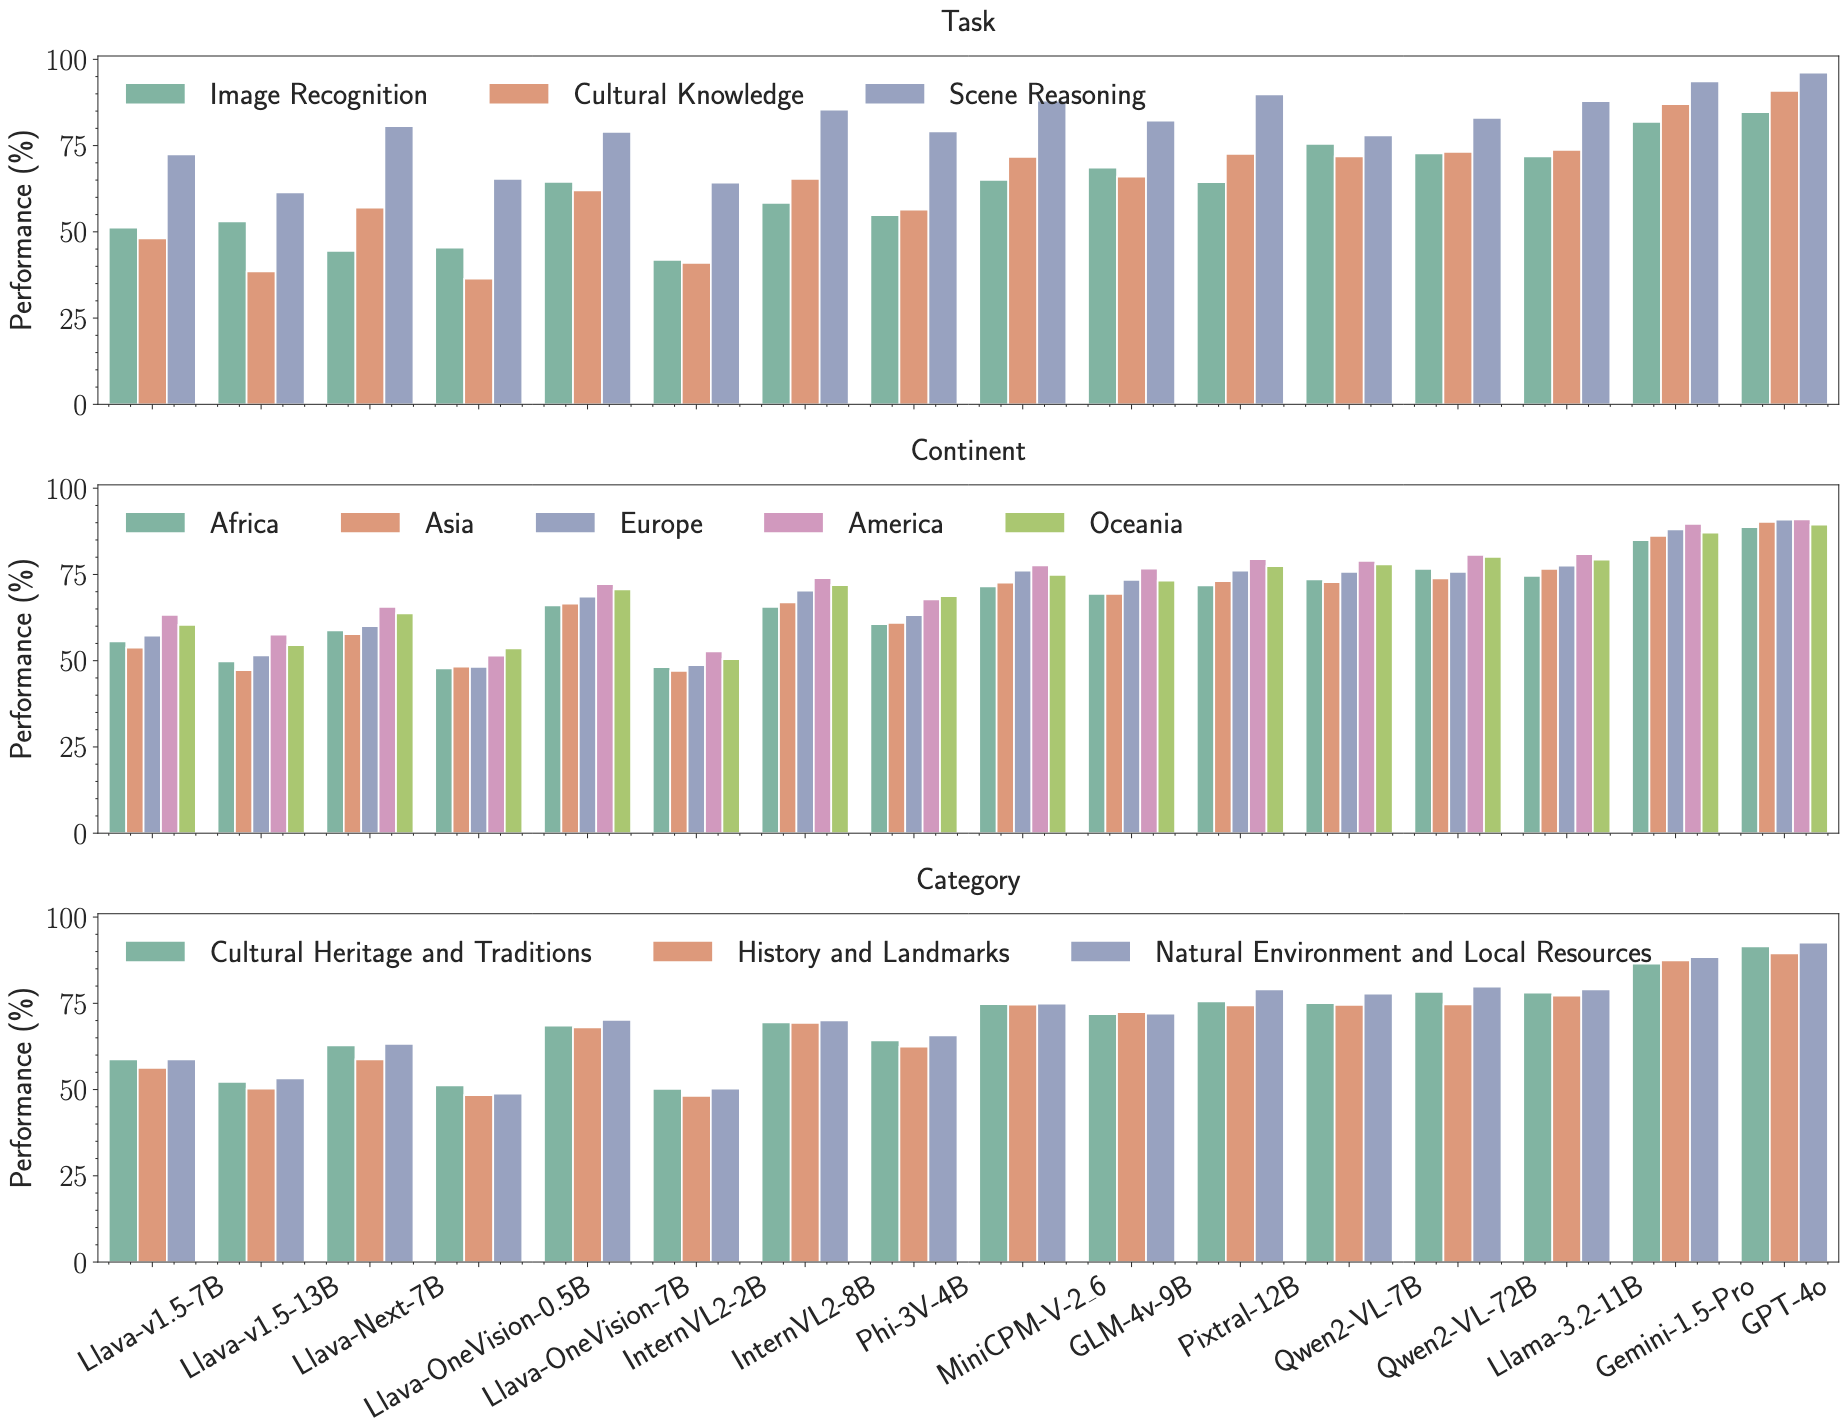 Task
100
75
50
25
0
Performance (%)
Image Recognition Cultural Knowledge Scene Reasoning
Continent
100
75
50
25
0
Performance (%)
Africa Asia Europe America Oceania
Category
100
75
50
25
0
Performance (%)
Cultural Heritage and Traditions History and Landmarks Natural Environment and Local Resources
Llava-v1.5-7B
Llava-v1.5-13B
Llava-Next-7B
Llava-OneVision-0.5B
Llava-OneVision-7B
InternVL2-2B
InternVL2-8B
Phi-3V-4B
MiniCPM-V-2_6
GLM-4v-9B
Pixtral-12B
Qwen2-VL-7B
Qwen2-VL-72B
Llama-3.2-11B
Gemini-1.5-Pro
GPT-4o